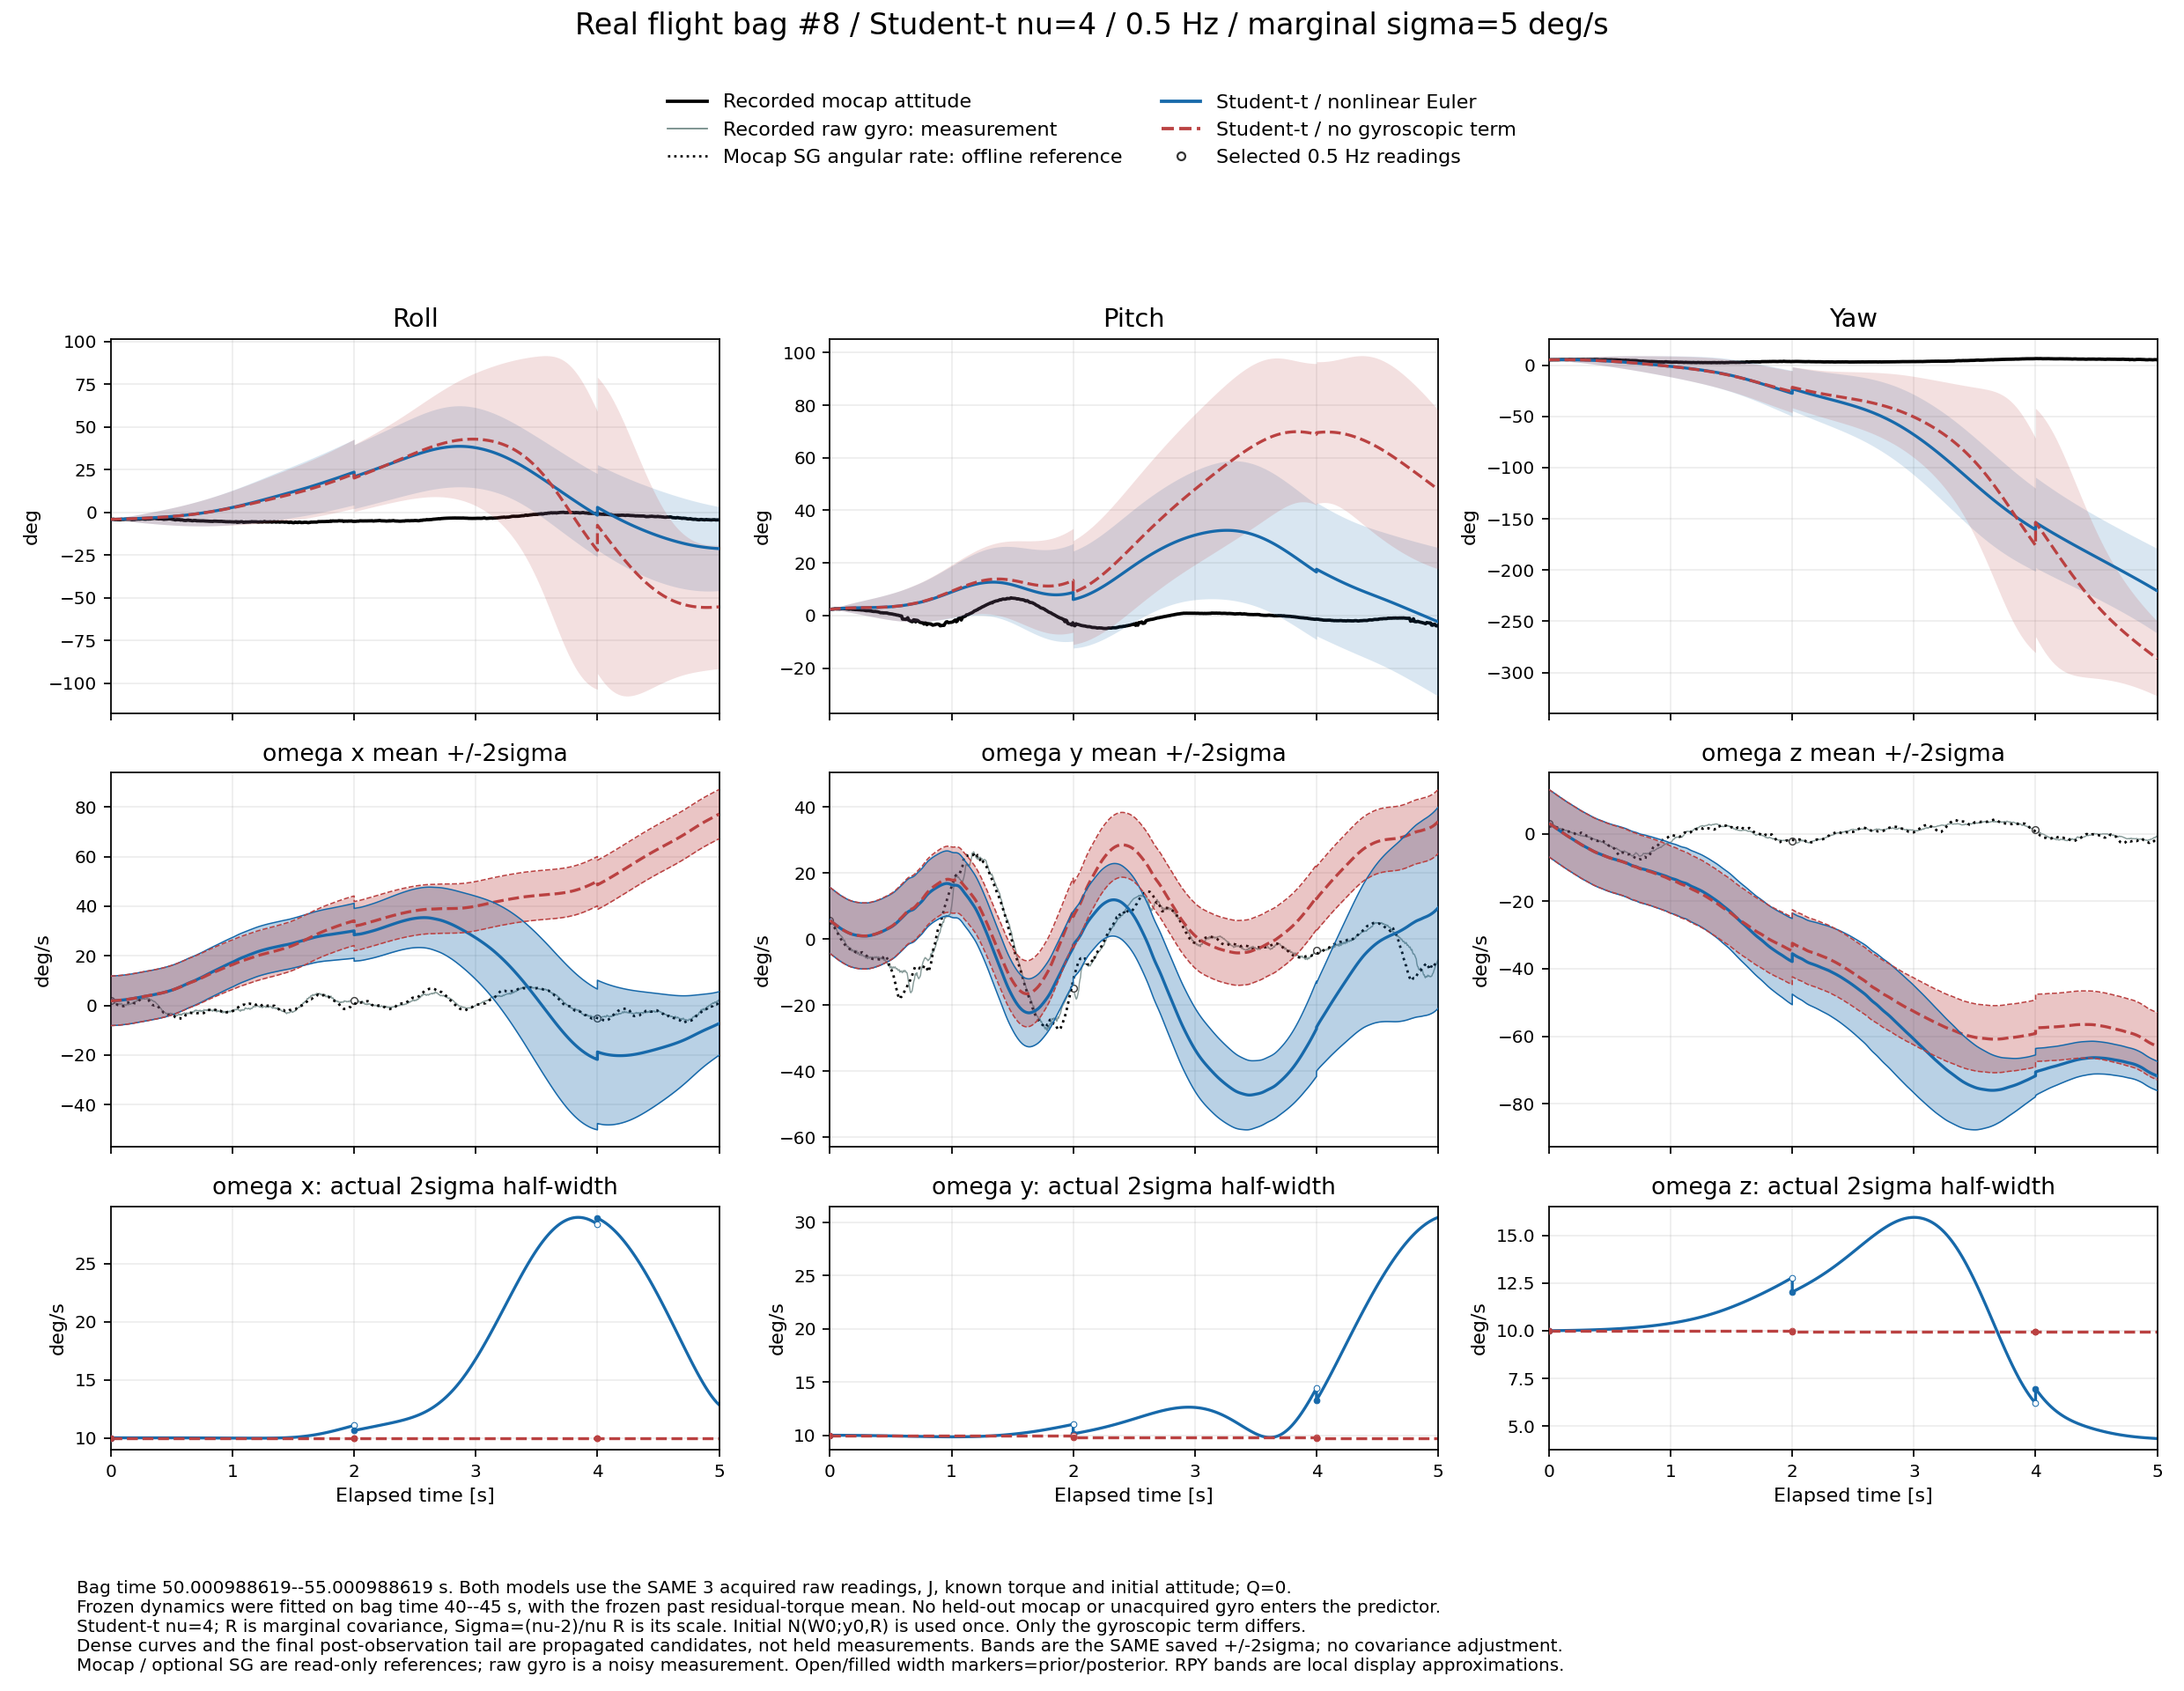 Real flight bag #8 / Student-t nu=4 / 0.5 Hz / marginal sigma=5 deg/s
Recorded mocap attitude
Recorded raw gyro: measurement
Mocap SG angular rate: offline reference
Student-t / nonlinear Euler
Student-t / no gyroscopic term
Selected 0.5 Hz readings
Roll
100
75
50
25
0
−25
−50
−75
−100
deg
Pitch
100
80
60
40
20
0
−20
deg
Yaw
0
−50
−100
−150
−200
−250
−300
deg
omega x mean +/-2sigma
80
60
40
20
0
−20
−40
deg/s
omega y mean +/-2sigma
40
20
0
−20
−40
−60
deg/s
omega z mean +/-2sigma
0
−20
−40
−60
−80
deg/s
omega x: actual 2sigma half-width
25
20
15
10
deg/s
0 1 2 3 4 5
Elapsed time [s]
omega y: actual 2sigma half-width
30
25
20
15
10
deg/s
0 1 2 3 4 5
Elapsed time [s]
omega z: actual 2sigma half-width
15.0
12.5
10.0
7.5
5.0
deg/s
0 1 2 3 4 5
Elapsed time [s]
Bag time 50.000988619--55.000988619 s. Both models use the SAME 3 acquired raw readings, J, known torque and initial attitude; Q=0.
Frozen dynamics were fitted on bag time 40--45 s, with the frozen past residual-torque mean. No held-out mocap or unacquired gyro enters the predictor.
Student-t nu=4; R is marginal covariance, Sigma=(nu-2)/nu R is its scale. Initial N(W0;y0,R) is used once. Only the gyroscopic term differs.
Dense curves and the final post-observation tail are propagated candidates, not held measurements. Bands are the SAME saved +/-2sigma; no covariance adjustment.
Mocap / optional SG are read-only references; raw gyro is a noisy measurement. Open/filled width markers=prior/posterior. RPY bands are local display approximations.